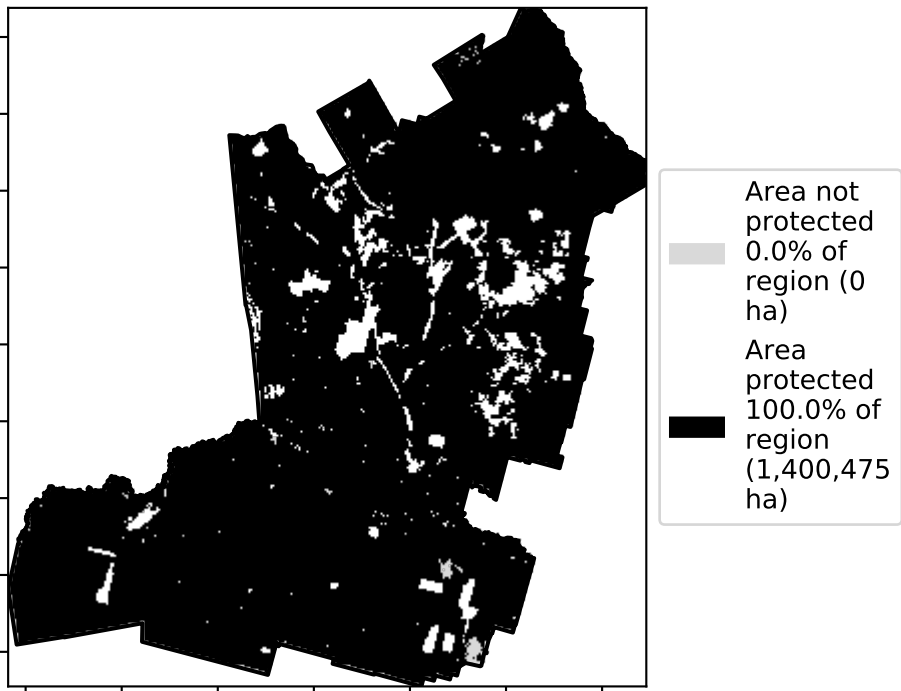 Area not
protected
0.0% of
region (0
ha)
Area
protected
100.0% of
region
(1,400,475
ha)